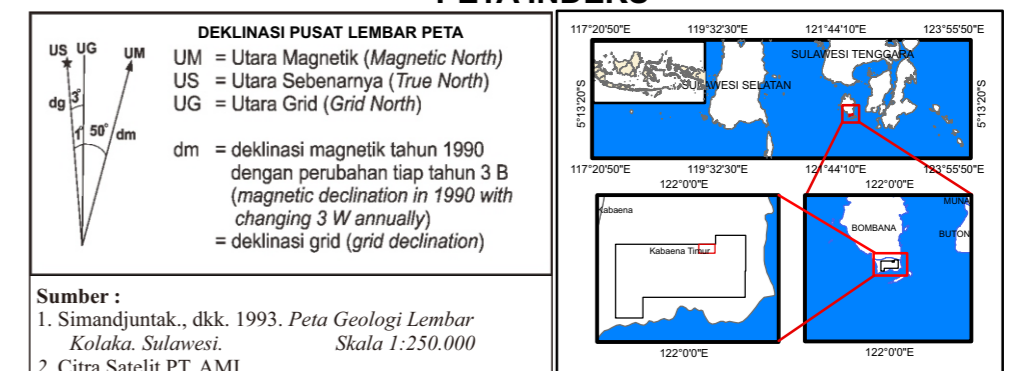 PETA INDEKS
DEKLINASI PUSAT LEMBAR PETA
US UG UM
dg 3°
1° 50° dm
UM = Utara Magnetik (Magnetic North)
US = Utara Sebenarnya (True North)
UG = Utara Grid (Grid North)
dm = deklinasi magnetik tahun 1990
dengan perubahan tiap tahun 3 B
(magnetic declination in 1990 with
changing 3 W annually)
= deklinasi grid (grid declination)
Sumber :
1. Simandjuntak., dkk. 1993. Peta Geologi Lembar
Kolaka. Sulawesi. Skala 1:250.000
2. Citra Satelit PT. AMI
117°20'50"E 119°32'30"E 121°44'10"E 123°55'50"E
SULAWESI TENGGARA
SULAWESI SELATAN
5°13'20"S 5°13'20"S
117°20'50"E 119°32'30"E 121°44'10"E 123°55'50"E
122°0'0"E 122°0'0"E
Kabaena
Kabaena Timur
MUNA
BOMBANA
BUTON
122°0'0"E 122°0'0"E